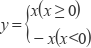 y= { x(x≥0)
−x(x<0)